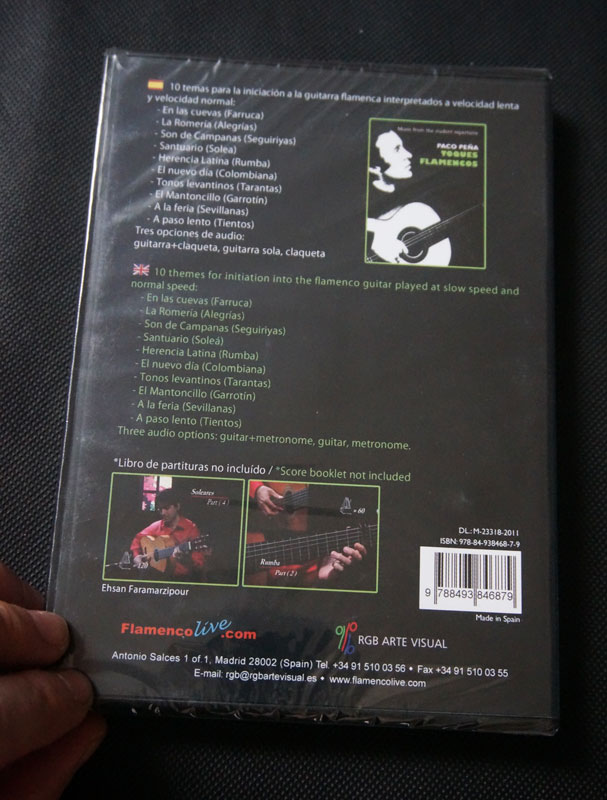 10 temas para la iniciación a la guitarra flamenca interpretados a velocidad lenta
y velocidad normal:
- En las cuevas (Farruca)
- La Romería (Alegrías)
- Son de Campanas (Seguiriyas)
- Santuario (Solea)
- Herencia Latina (Rumba)
- El nuevo día (Colombiana)
- Tonos levantinos (Tarantas)
- El Mantoncillo (Garrotín)
- A la feria (Sevillanas)
- A paso lento (Tientos)
Tres opciones de audio:
guitarra+claqueta, guitarra sola, claqueta
Music from the student repertoire
PACO PEÑA
TOQUES
FLAMENCOS
10 themes for initiation into the flamenco guitar played at slow speed and
normal speed:
- En las cuevas (Farruca)
- La Romería (Alegrías)
- Son de Campanas (Seguiriyas)
- Santuario (Soleá)
- Herencia Latina (Rumba)
- El nuevo día (Colombiana)
- Tonos levantinos (Tarantas)
- El Mantoncillo (Garrotín)
- A la feria (Sevillanas)
- A paso lento (Tientos)
Three audio options: guitar+metronome, guitar, metronome.
*Libro de partituras no incluído / *Score booklet not included
Soleares
Part (4)
120
= 60
Rumba
Part (2)
Ehsan Faramarzipour
DL.: M-23318-2011
ISBN: 978-84-938468-7-9
9 788493 846879
Made in Spain
Flamencolive.com
RGB ARTE VISUAL
Antonio Salces 1 of. 1, Madrid 28002 (Spain) Tel. +34 91 510 03 56 • Fax +34 91 510 03 55
E-mail: rgb@rgbartevisual.es • www.flamencolive.com